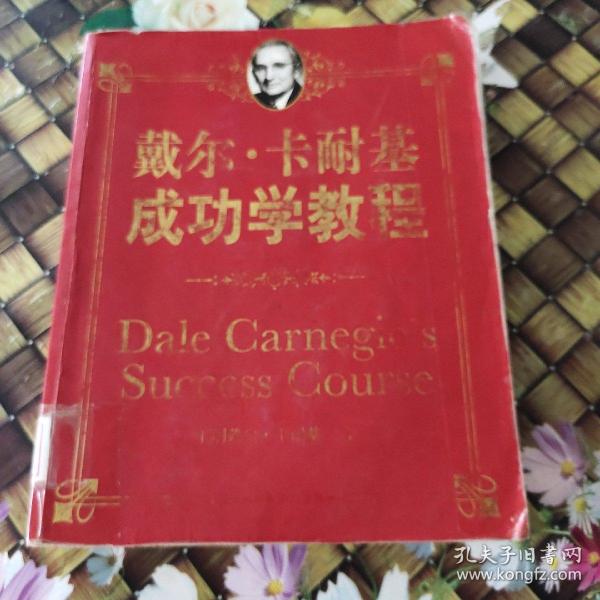 戴尔·卡耐基
成功学教程
Dale Carnegie's
Success Course
孔夫子旧书网
www.kongfz.com